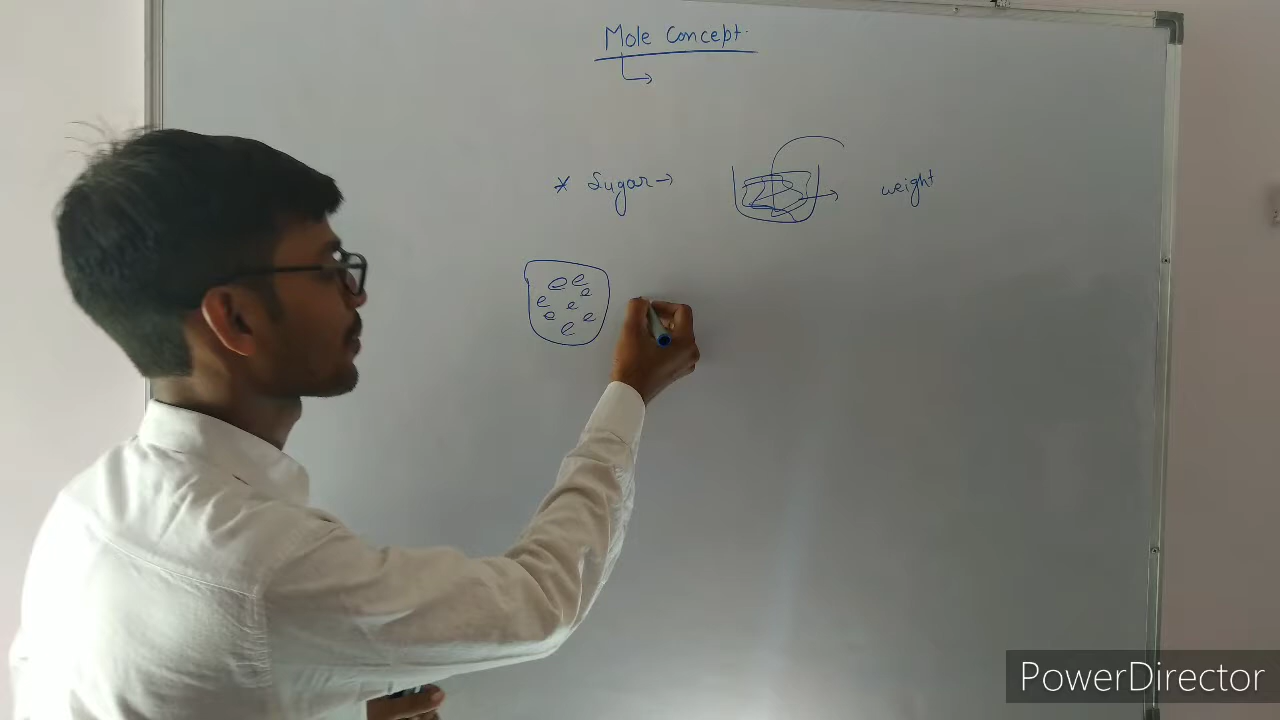 Mole Concept.
* Sugar → weight
e e
e e
e
e e
e
PowerDirector